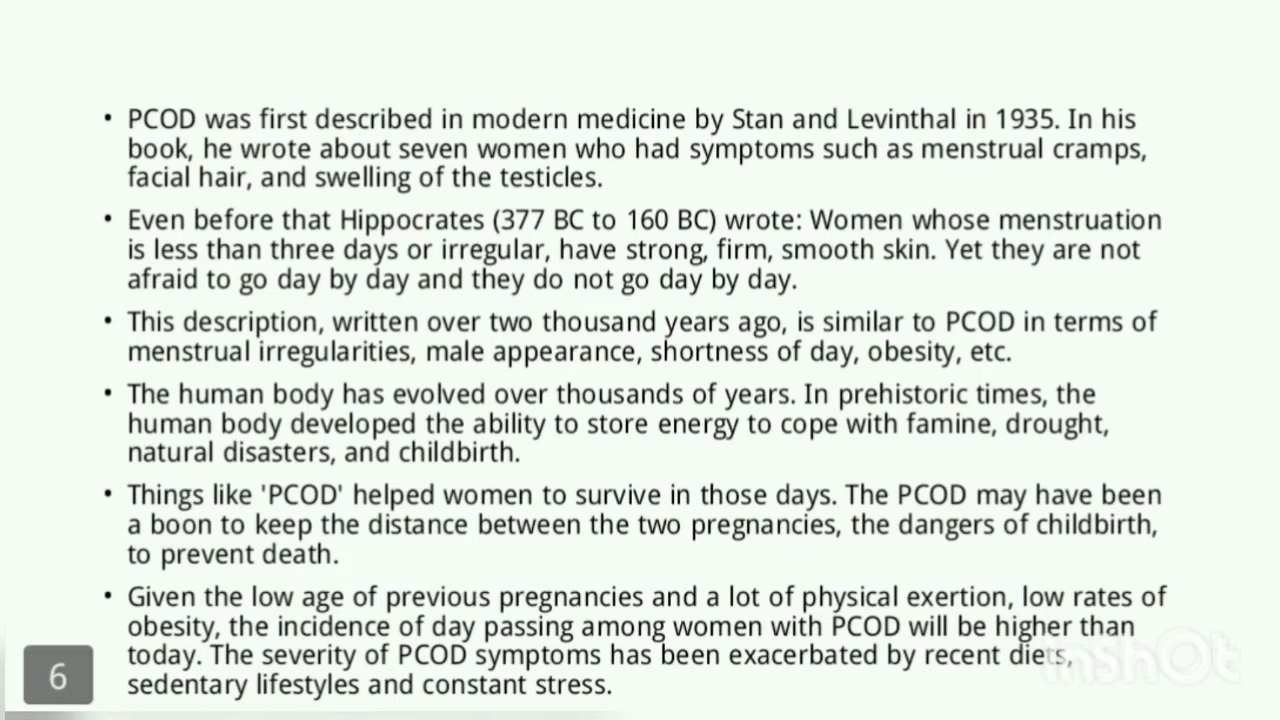 • PCOD was first described in modern medicine by Stan and Levinthal in 1935. In his
book, he wrote about seven women who had symptoms such as menstrual cramps,
facial hair, and swelling of the testicles.
• Even before that Hippocrates (377 BC to 160 BC) wrote: Women whose menstruation
is less than three days or irregular, have strong, firm, smooth skin. Yet they are not
afraid to go day by day and they do not go day by day.
• This description, written over two thousand years ago, is similar to PCOD in terms of
menstrual irregularities, male appearance, shortness of day, obesity, etc.
• The human body has evolved over thousands of years. In prehistoric times, the
human body developed the ability to store energy to cope with famine, drought,
natural disasters, and childbirth.
• Things like 'PCOD' helped women to survive in those days. The PCOD may have been
a boon to keep the distance between the two pregnancies, the dangers of childbirth,
to prevent death.
• Given the low age of previous pregnancies and a lot of physical exertion, low rates of
obesity, the incidence of day passing among women with PCOD will be higher than
today. The severity of PCOD symptoms has been exacerbated by recent diets,
sedentary lifestyles and constant stress.
6
InShOt